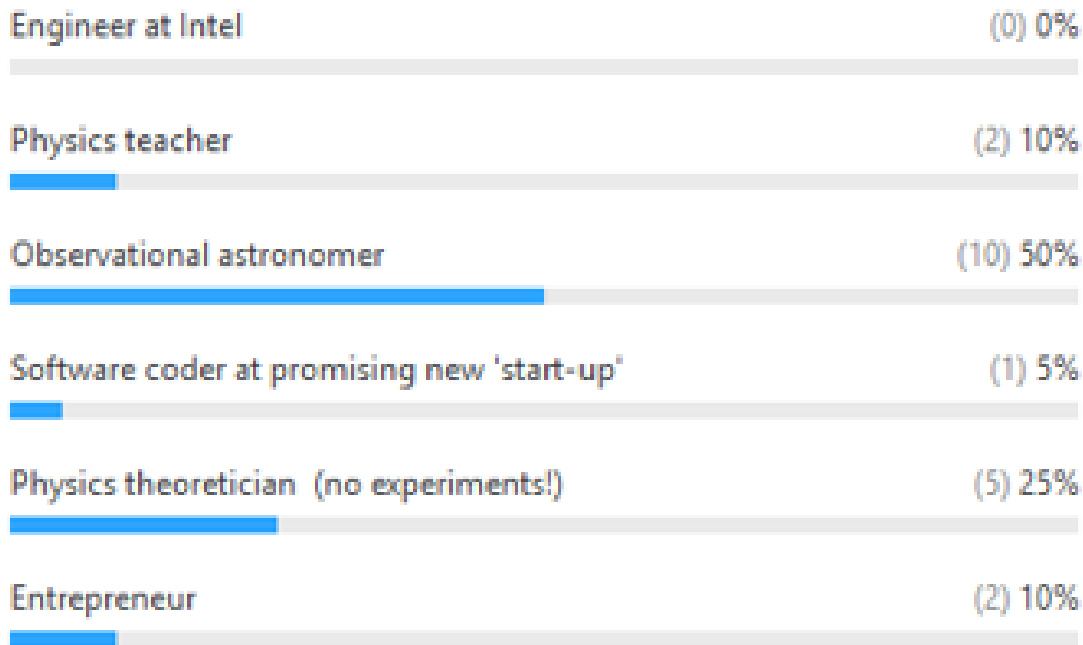 Engineer at Intel (0) 0%
Physics teacher (2) 10%
Observational astronomer (10) 50%
Software coder at promising new 'start-up' (1) 5%
Physics theoretician (no experiments!) (5) 25%
Entrepreneur (2) 10%